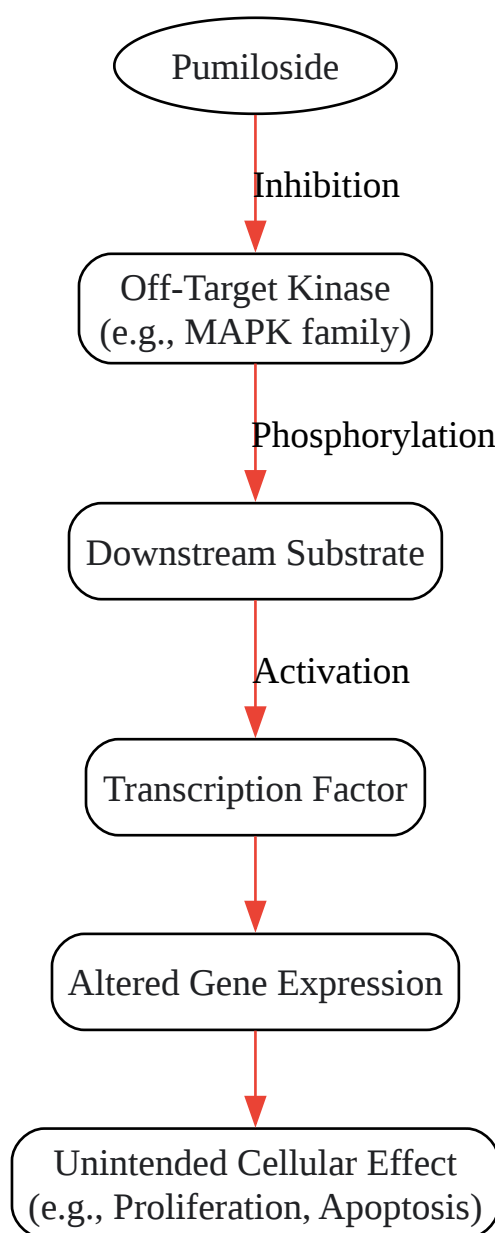 Pumiloside
Inhibition
Off-Target Kinase
(e.g., MAPK family)
Phosphorylation
Downstream Substrate
Activation
Transcription Factor
Altered Gene Expression
Unintended Cellular Effect
(e.g., Proliferation, Apoptosis)